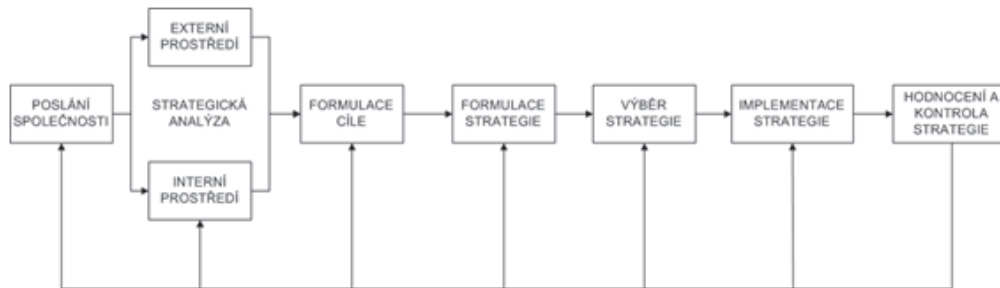 EXTERNÍ
PROSTŘEDÍ
POSLÁNÍ
SPOLEČNOSTI
STRATEGICKÁ
ANALÝZA
INTERNÍ
PROSTŘEDÍ
FORMULACE
CÍLE
FORMULACE
STRATEGIE
VÝBĚR
STRATEGIE
IMPLEMENTACE
STRATEGIE
HODNOCENÍ A
KONTROLA
STRATEGIE